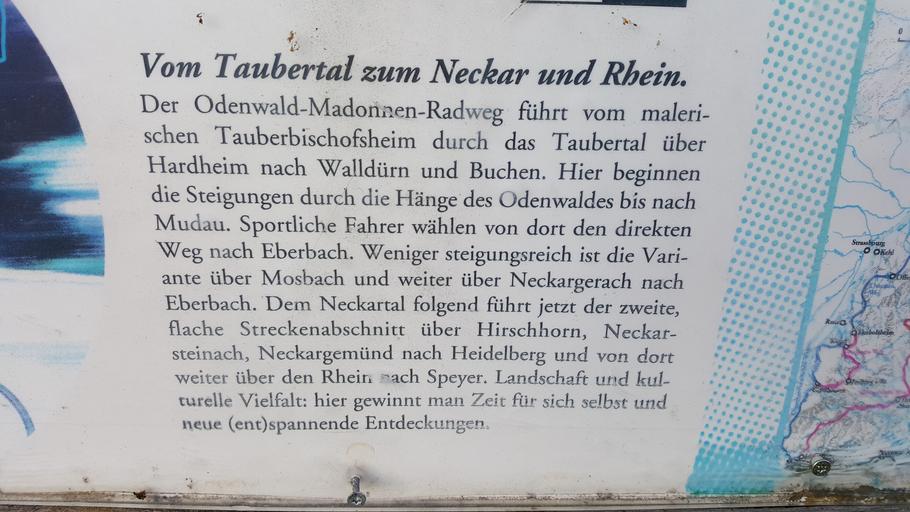 Vom Taubertal zum Neckar und Rhein.
Der Odenwald-Madonnen-Radweg führt vom maleri-
schen Tauberbischofsheim durch das Taubertal über
Hardheim nach Walldürn und Buchen. Hier beginnen
die Steigungen durch die Hänge des Odenwaldes bis nach
Mudau. Sportliche Fahrer wählen von dort den direkten
Weg nach Eberbach. Weniger steigungsreich ist die Vari-
ante über Mosbach und weiter über Neckargerach nach
Eberbach. Dem Neckartal folgend führt jetzt der zweite,
flache Streckenabschnitt über Hirschhorn, Neckar-
steinach, Neckargemünd nach Heidelberg und von dort
weiter über den Rhein nach Speyer. Landschaft und kul-
turelle Vielfalt: hier gewinnt man Zeit für sich selbst und
neue (ent)spannende Entdeckungen.
0
Strassburg
Kehl